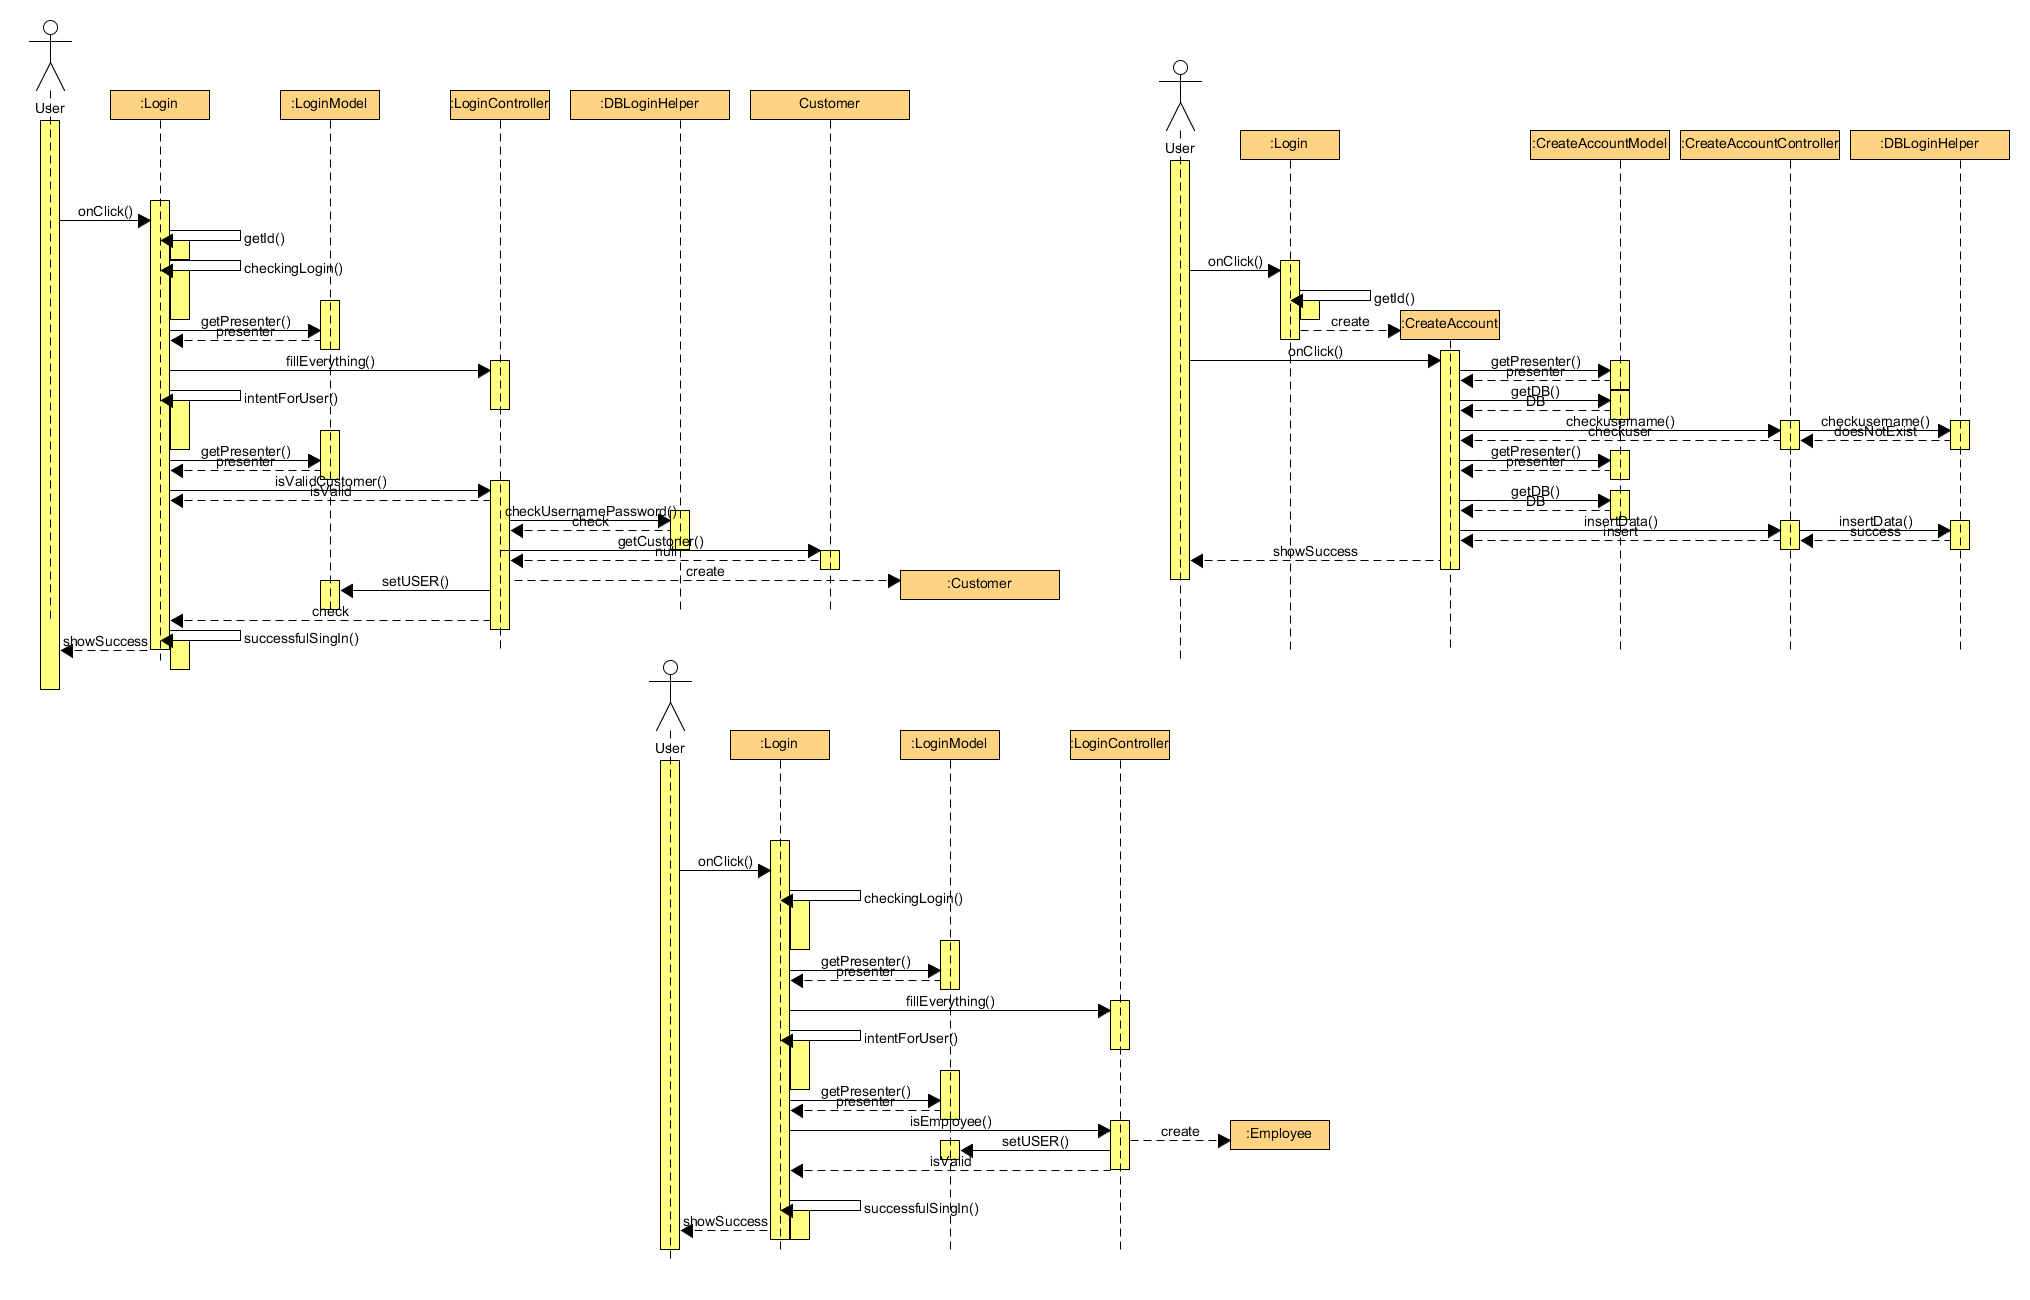 User
:Login
:LoginModel
:LoginController
:DBLoginHelper
Customer
onClick()
getId()
checkingLogin()
getPresenter()
presenter
fillEverything()
intentForUser()
getPresenter()
presenter
isValidCustomer()
isValid
checkUsernamePassword()
check
getCustomer()
null
create
:Customer
setUSER()
check
successfulSingIn()
showSuccess
User
:Login
:CreateAccountModel
:CreateAccountController
:DBLoginHelper
onClick()
getId()
create
:CreateAccount
onClick()
getPresenter()
presenter
getDB()
DB
checkusername()
checkusername()
checkuser
doesNotExist
getPresenter()
presenter
getDB()
DB
insertData()
insertData()
insert
success
showSuccess
User
:Login
:LoginModel
:LoginController
onClick()
checkingLogin()
getPresenter()
presenter
fillEverything()
intentForUser()
getPresenter()
presenter
isEmployee()
create
:Employee
setUSER()
isValid
successfulSingIn()
showSuccess